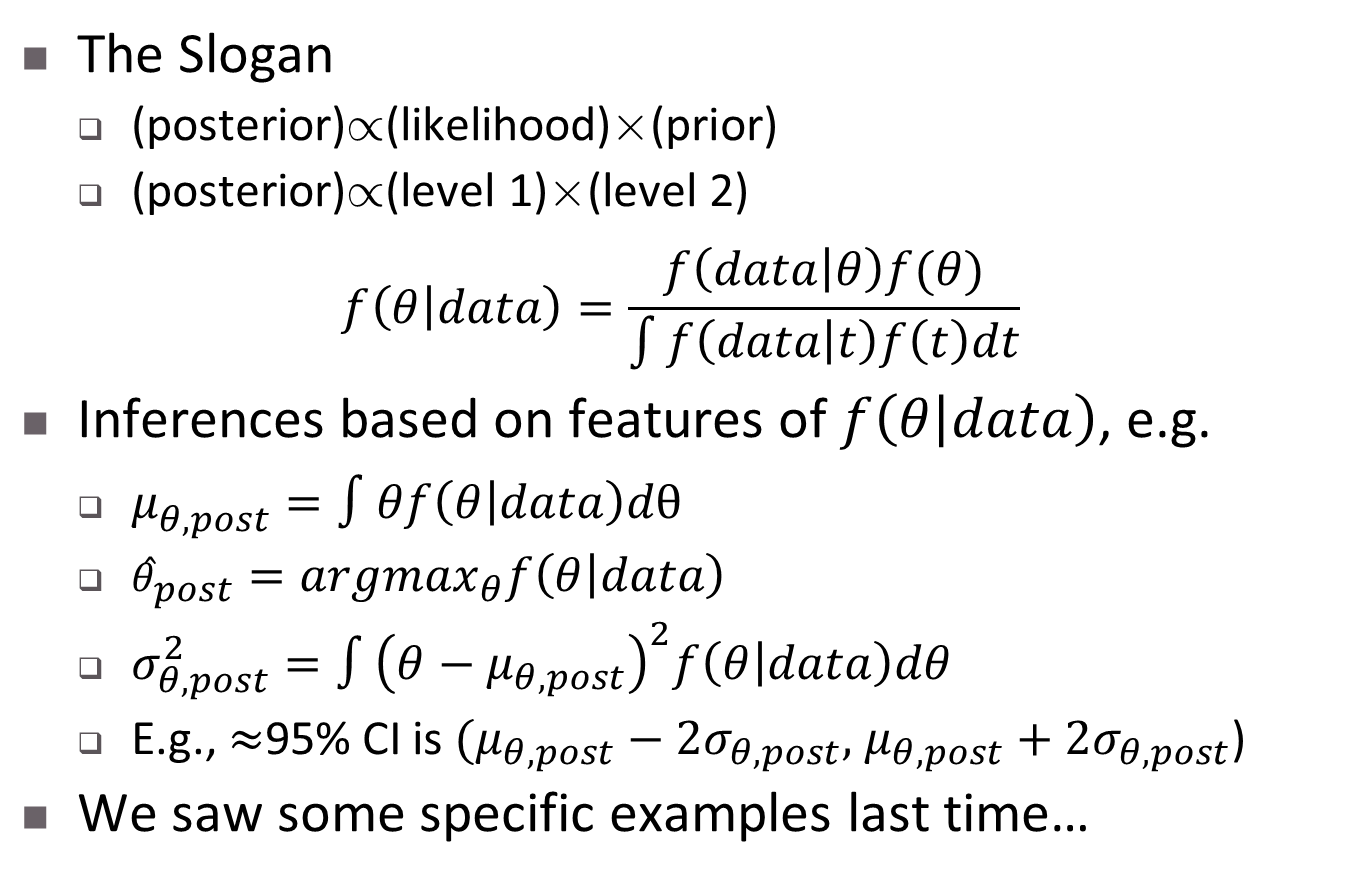 The Slogan
(posterior)∝(likelihood)×(prior)
(posterior)∝(level 1)×(level 2)
f(θ|data) = f(data|θ)f(θ) / ∫ f(data|t)f(t)dt
Inferences based on features of f(θ|data), e.g.
μ_{θ,post} = ∫ θf(θ|data)dθ
θ̂_{post} = argmax_θ f(θ|data)
σ²_{θ,post} = ∫ (θ − μ_{θ,post})² f(θ|data)dθ
E.g., ≈95% CI is (μ_{θ,post} − 2σ_{θ,post}, μ_{θ,post} + 2σ_{θ,post})
We saw some specific examples last time…